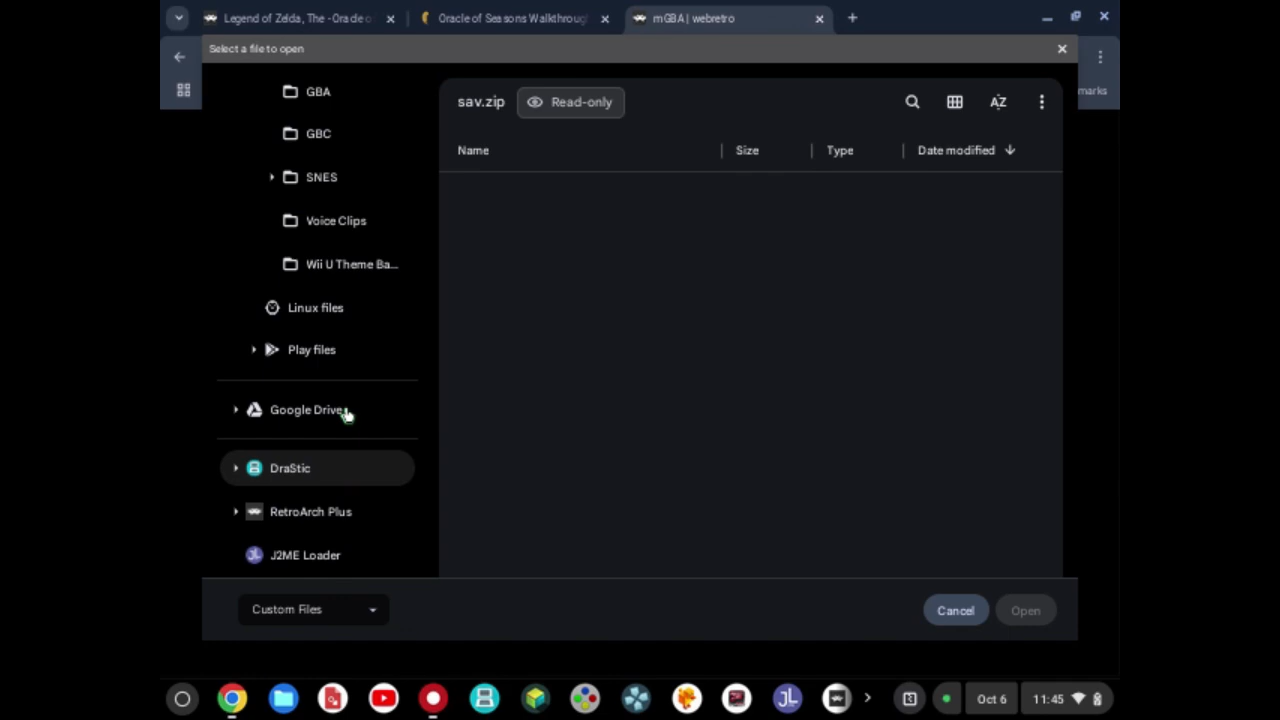 Legend of Zelda, The - Oracle o
Oracle of Seasons Walkthroug
mGBA | webretro
Select a file to open
marks
GBA
GBC
SNES
Voice Clips
Wii U Theme Ba...
Linux files
Play files
Google Drive
DraStic
RetroArch Plus
J2ME Loader
sav.zip
Read-only
AZ
Name
Size
Type
Date modified
Custom Files
Cancel
Open
JL
Oct 6
11:45